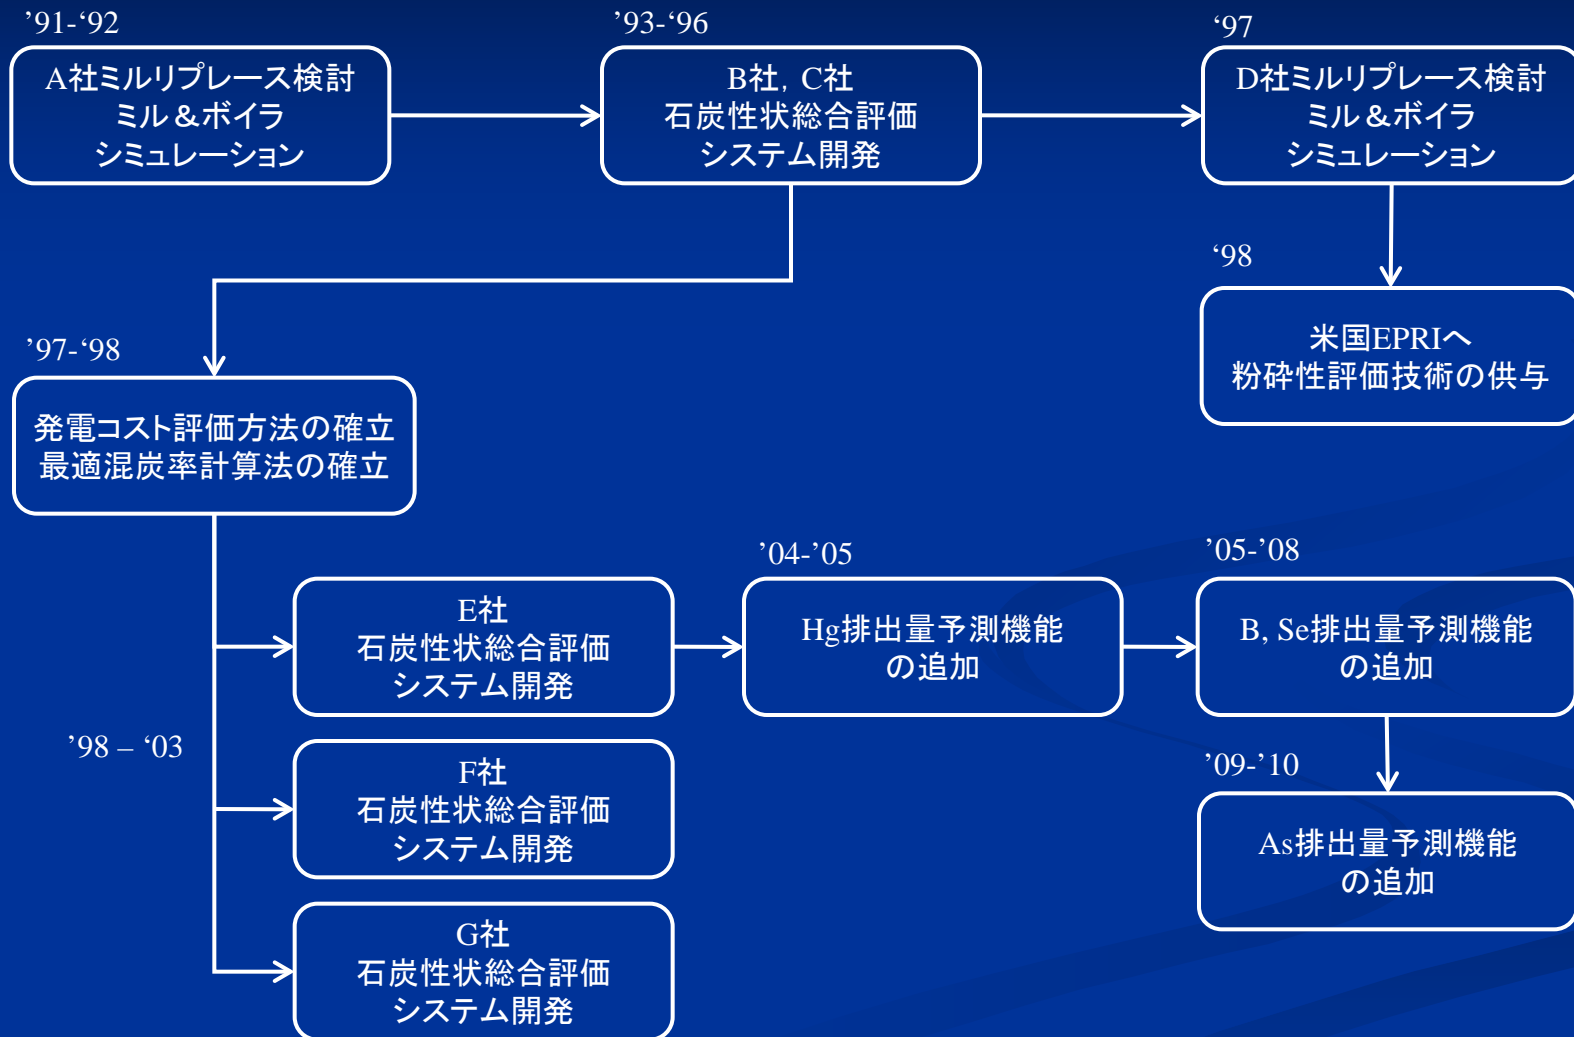 ’91-‘92
A社ミルリプレース検討
ミル＆ボイラ
シミュレーション
’93-‘96
B社, C社
石炭性状総合評価
システム開発
‘97
D社ミルリプレース検討
ミル＆ボイラ
シミュレーション
‘98
米国EPRIへ
粉砕性評価技術の供与
’97-‘98
発電コスト評価方法の確立
最適混炭率計算法の確立
’98 – ‘03
E社
石炭性状総合評価
システム開発
’04-’05
Hg排出量予測機能
の追加
’05-’08
B, Se排出量予測機能
の追加
’09-’10
As排出量予測機能
の追加
F社
石炭性状総合評価
システム開発
G社
石炭性状総合評価
システム開発